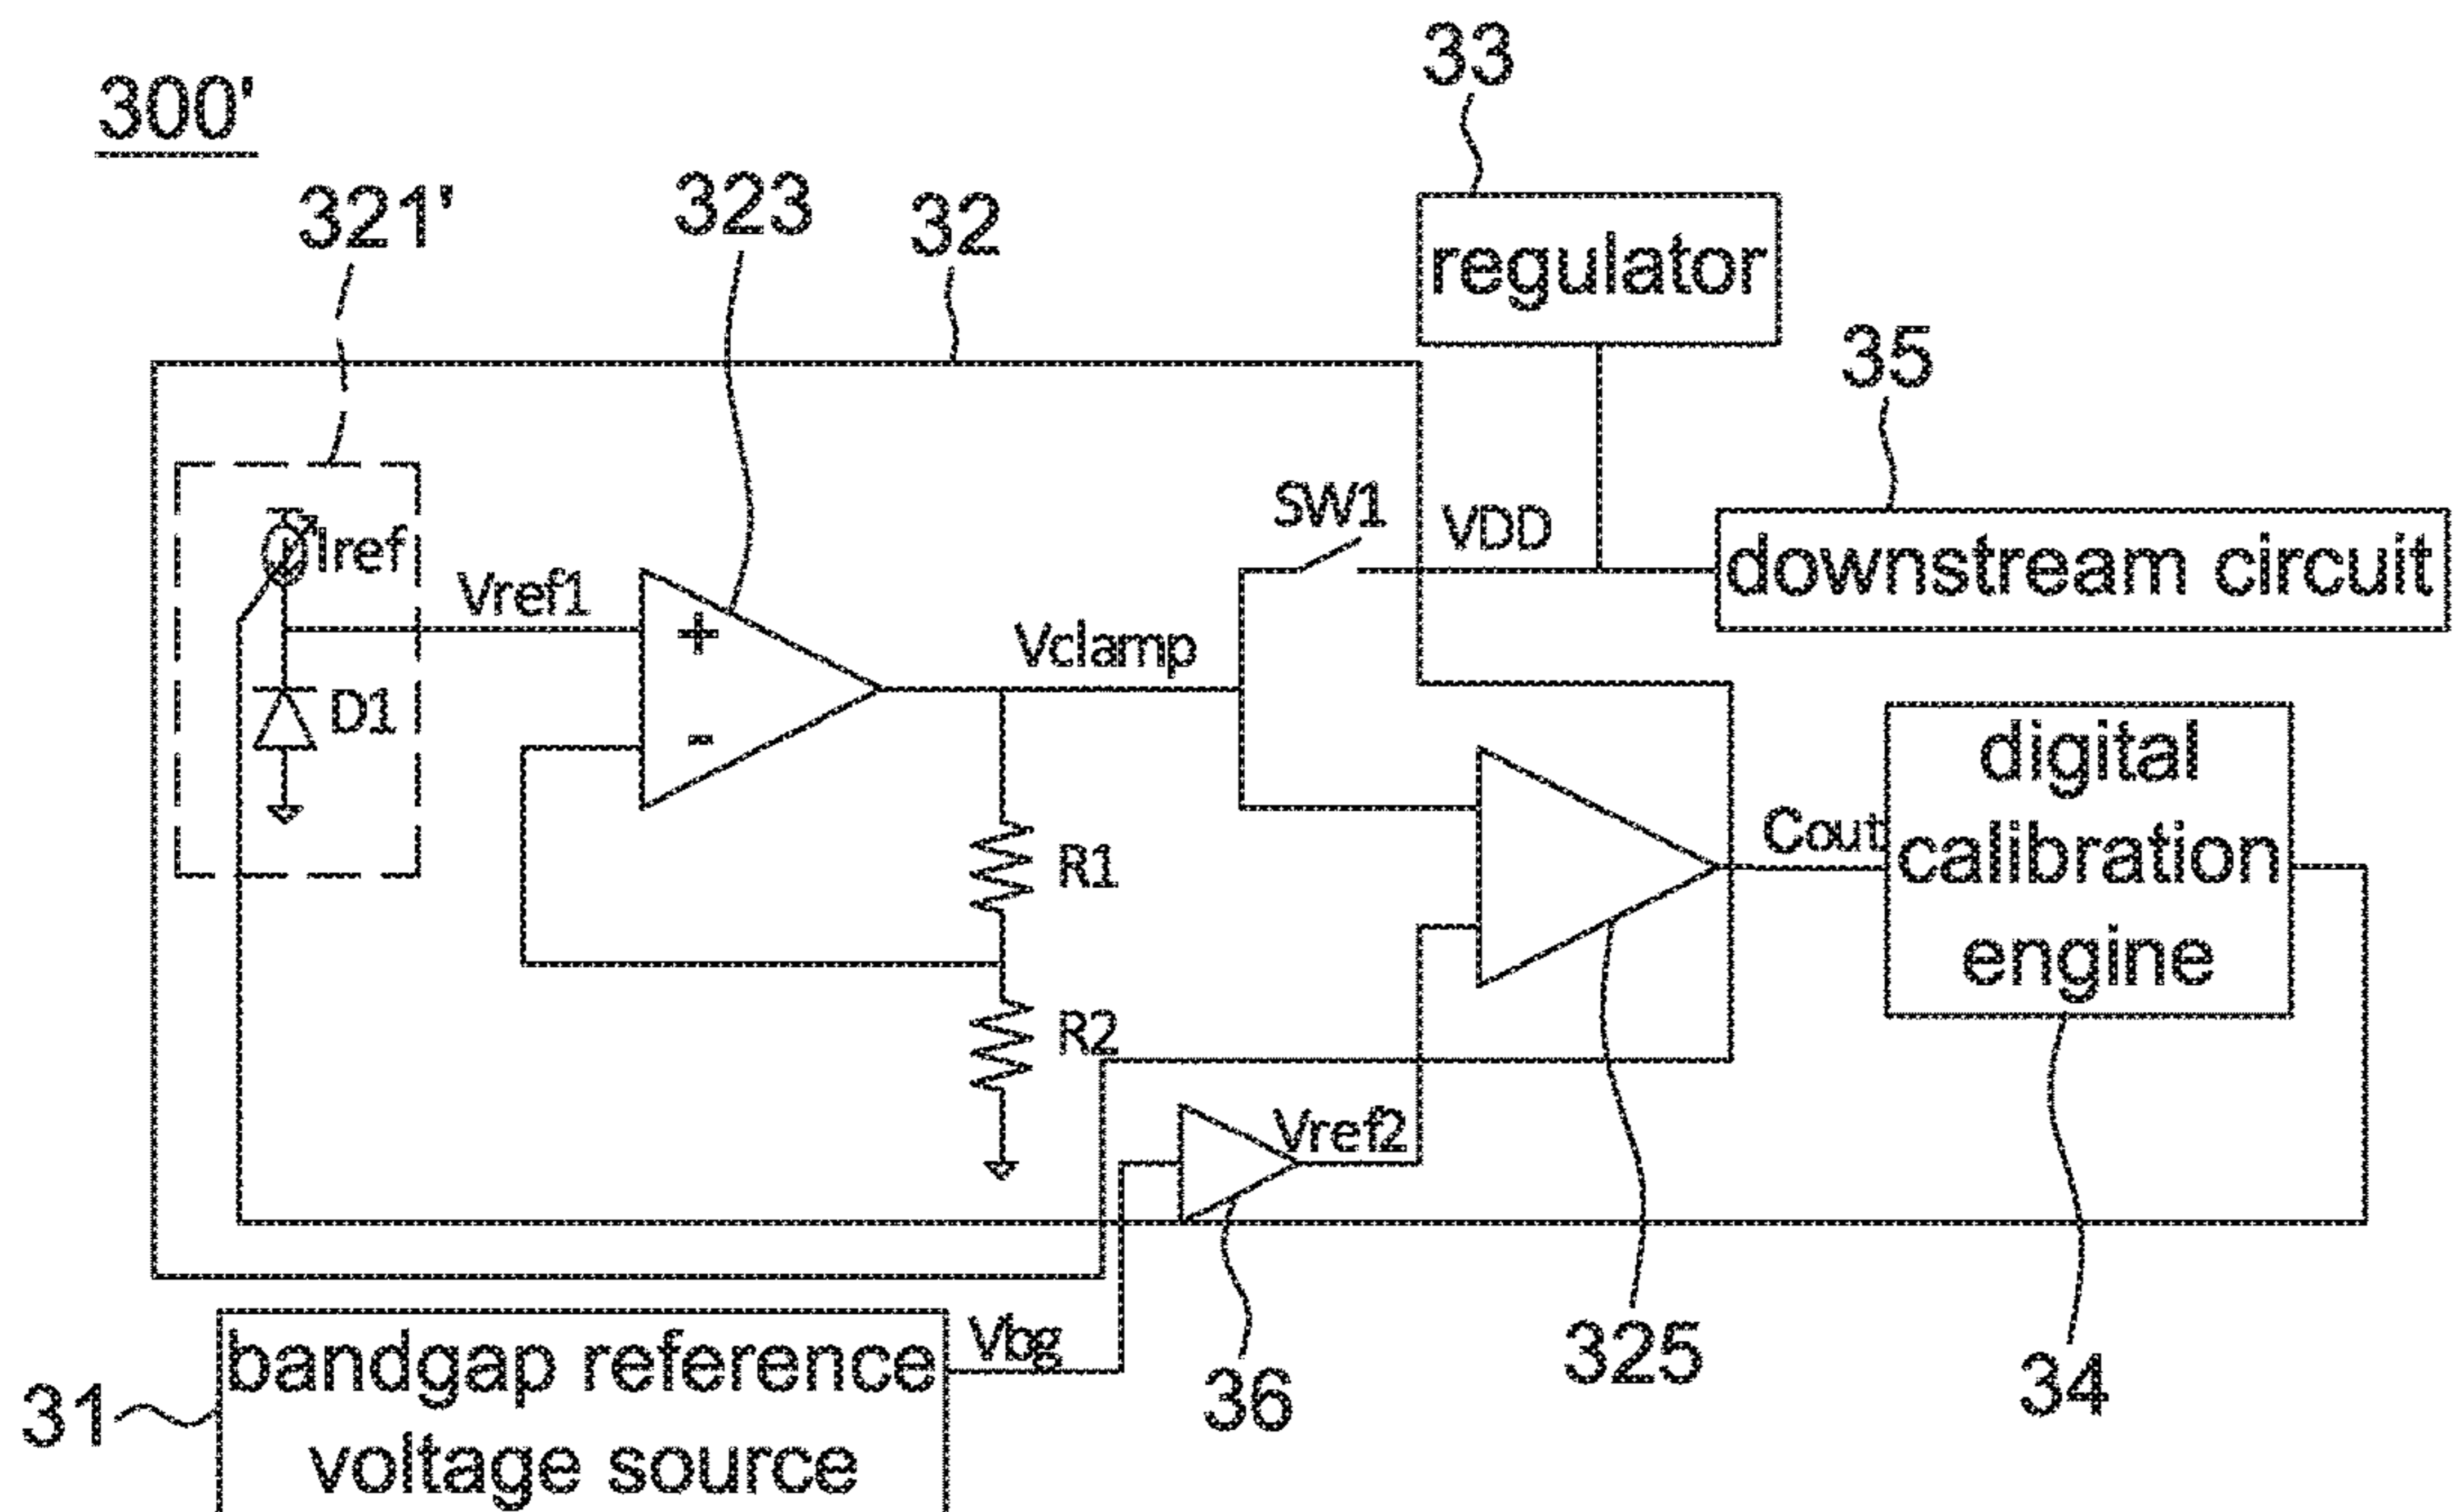 300'
33
321'
323
32
regulator
35
Iref
Vref1
+
SW1
VDD
downstream circuit
Vclamp
D1
-
digital
calibration
engine
Cout
R1
R2
Vref2
Vbg
bandgap reference
voltage source
31
36
325
34